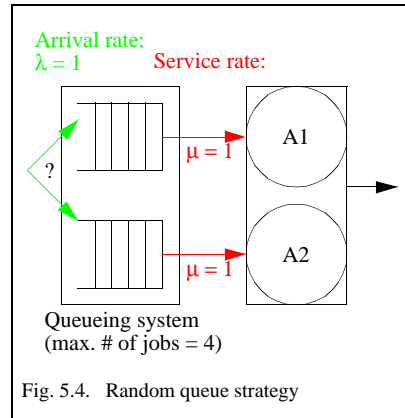 Arrival rate:
λ = 1
Service rate:
A1
μ = 1
?
A2
μ = 1
Queueing system
(max. # of jobs = 4)
Fig. 5.4. Random queue strategy